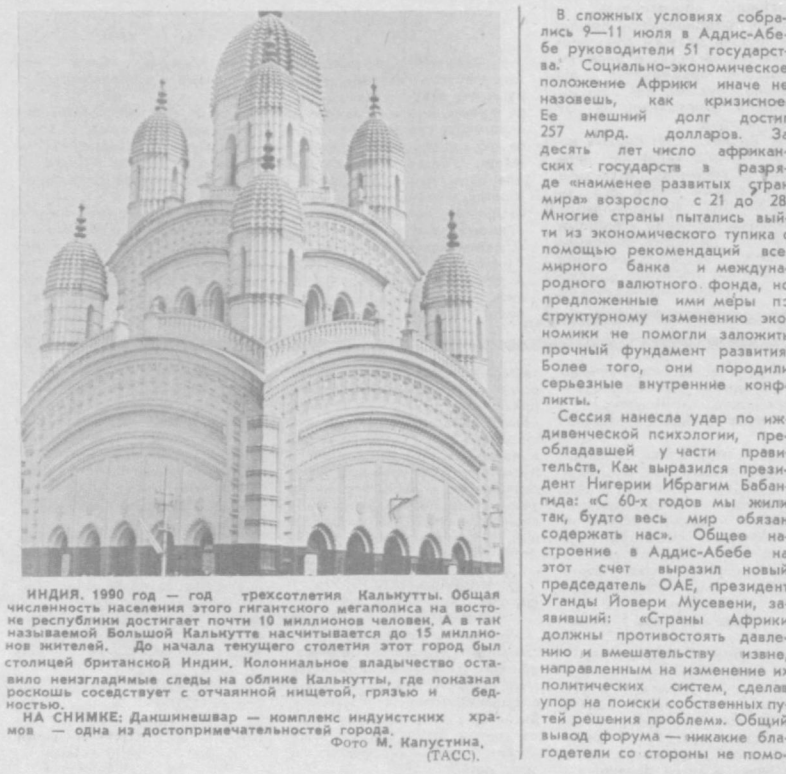 ИНДИЯ. 1990 год — год трехсотлетия Калькутты. Общая
численность населения этого гигантского мегаполиса на восто-
ке республики достигает почти 10 миллионов человек. А в так
называемой Большой Калькутте насчитывается до 15 миллио-
нов жителей. До начала текущего столетия этот город был
столицей британской Индии. Колониальное владычество оста-
вило неизгладимые следы на облике Калькутты, где показная
роскошь соседствует с отчаянной нищетой, грязью и бед-
ностью.
НА СНИМКЕ: Дакшинешвар — комплекс индуистских хра-
мов — одна из достопримечательностей города.
Фото М. Капустина,
(ТАСС).
В сложных условиях собра-
лись 9—11 июля в Аддис-Абе-
бе руководители 51 государст-
ва. Социально-экономическое
положение Африки иначе не
назовешь, как кризисное
Ее внешний долг достиг
257 млрд. долларов. За
десять лет число африкан-
ских государств в разря-
де «наименее развитых стран
мира» возросло с 21 до 28
Многие страны пытались вый-
ти из экономического тупика с
помощью рекомендаций все
мирного банка и междуна-
родного валютного фонда, но
предложенные ими меры по
структурному изменению эко
номики не помогли заложить
прочный фундамент развития
Более того, они породили
серьезные внутренние конф-
ликты.
Сессия нанесла удар по иж
дивенческой психологии, пре-
обладавшей у части прави
тельств. Как выразился прези-
дент Нигерии Ибрагим Бабан-
гида: «С 60-х годов мы жили
так, будто весь мир обязан
содержать нас». Общее на-
строение в Аддис-Абебе на
этот счет выразил новый
председатель ОАЕ, президент
Уганды Йовери Мусевени, за-
явивший: «Страны Африки
должны противостоять давле-
нию и вмешательству извне,
направленным на изменение их
политических систем, сделав
упор на поиски собственных пу-
тей решения проблем». Общий
вывод форума — никакие бла-
годетели со стороны не помо-